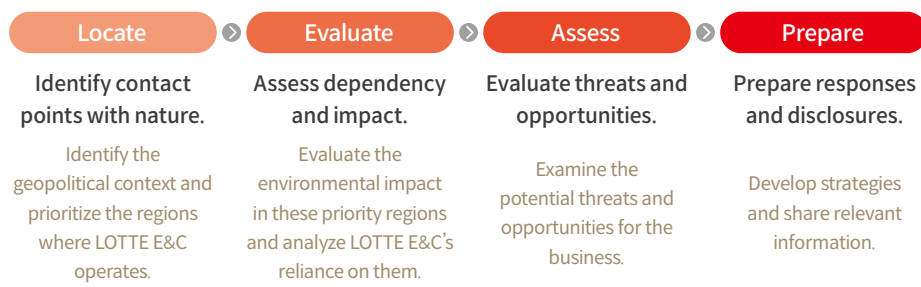 Locate
Identify contact
points with nature.
Identify the
geopolitical context and
prioritize the regions
where LOTTE E&C
operates.
Evaluate
Assess dependency
and impact.
Evaluate the
environmental impact
in these priority regions
and analyze LOTTE E&C's
reliance on them.
Assess
Evaluate threats and
opportunities.
Examine the
potential threats and
opportunities for the
business.
Prepare
Prepare responses
and disclosures.
Develop strategies
and share relevant
information.